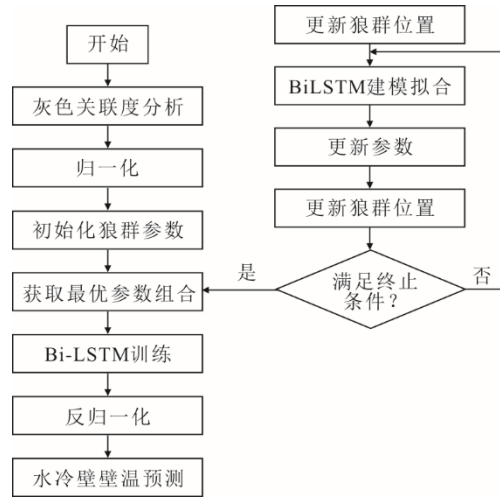 开始
灰色关联度分析
归一化
初始化狼群参数
获取最优参数组合
Bi-LSTM训练
反归一化
水冷壁壁温预测
更新狼群位置
BiLSTM建模拟合
更新参数
更新狼群位置
满足终止
条件?
是
否